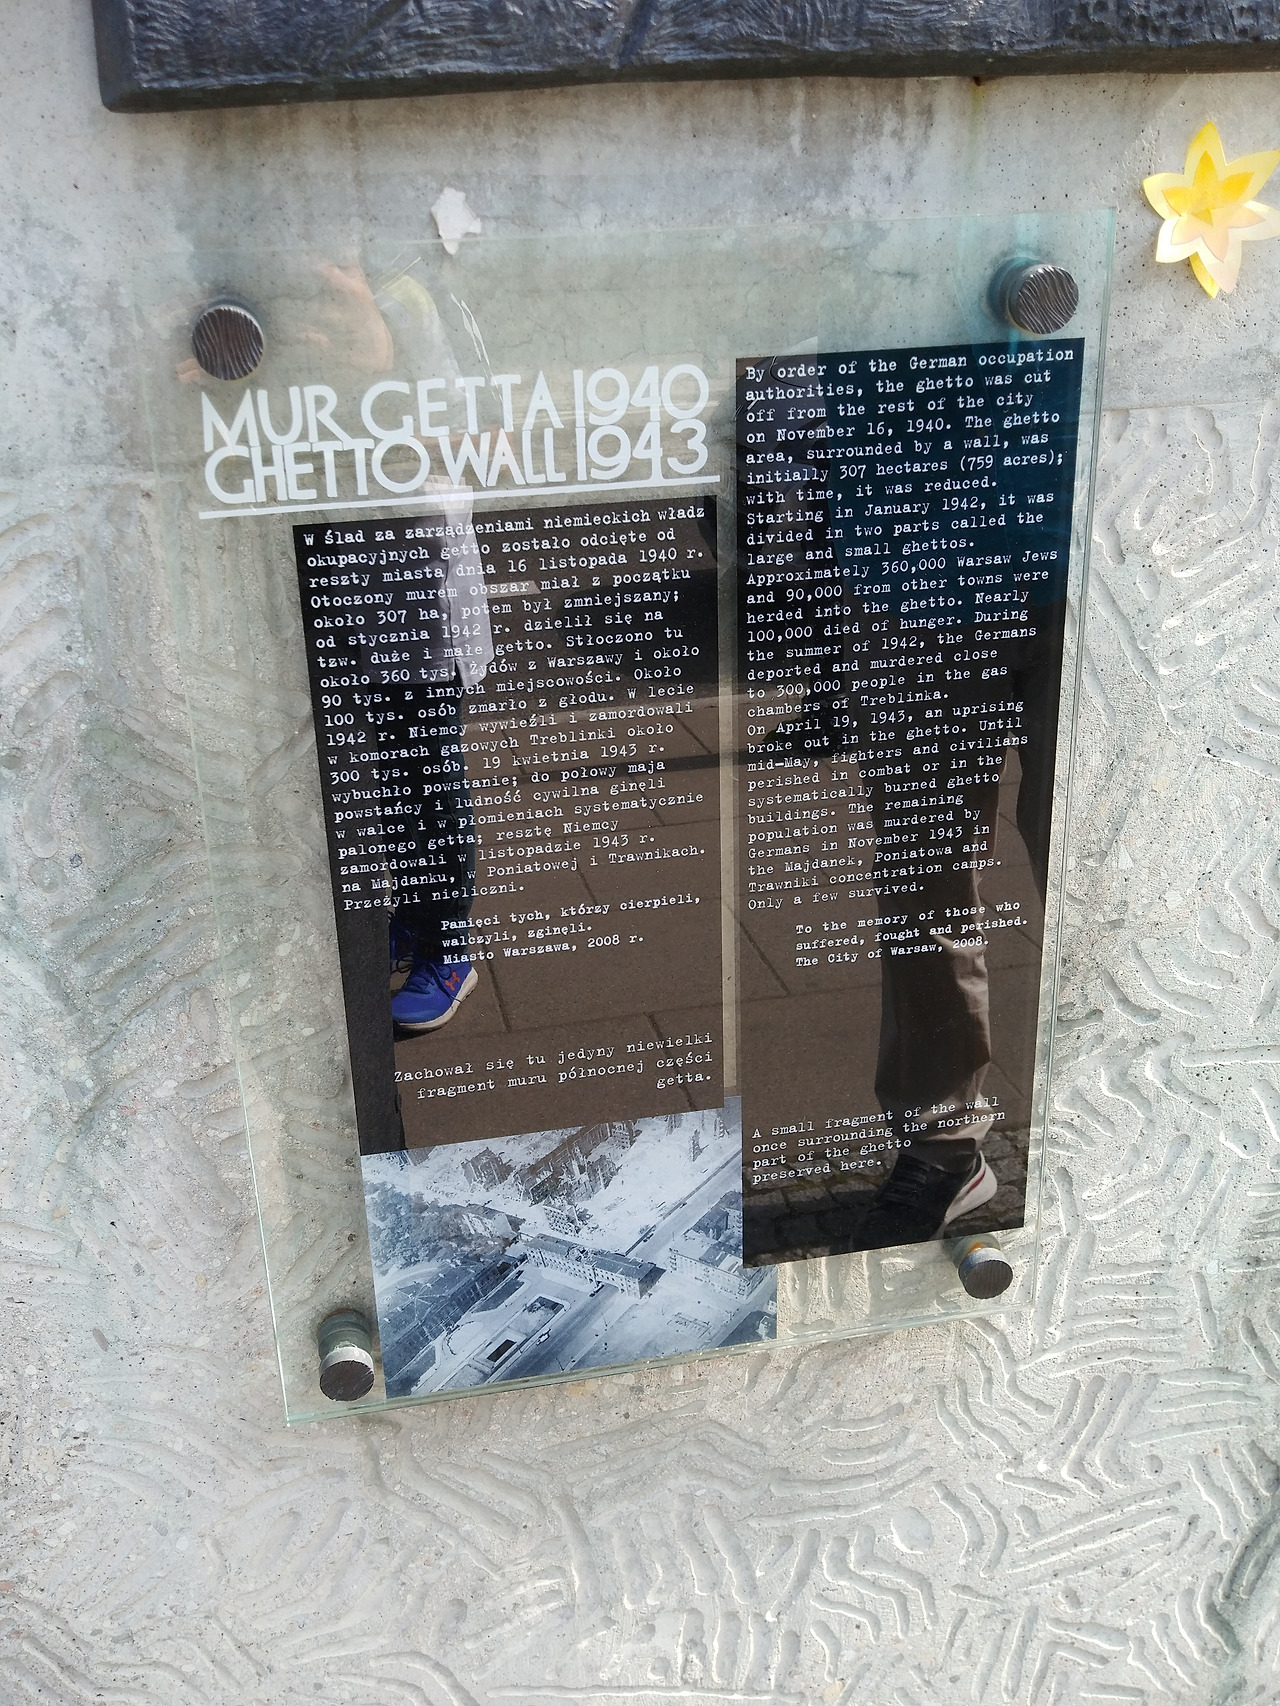 MUR GETTA 1940
GHETTO WALL 1943
W ślad za zarządzeniami niemieckich władz
okupacyjnych getto zostało odcięte od
reszty miasta dnia 16 listopada 1940 r.
Otoczony murem obszar miał z początku
około 307 ha, potem był zmniejszany;
od stycznia 1942 r. dzielił się na
tzw. duże i małe getto. Stłoczono tu
około 360 tys. Żydów z Warszawy i około
90 tys. z innych miejscowości. Około
100 tys. osób zmarło z głodu. W lecie
1942 r. Niemcy wywieźli i zamordowali
w komorach gazowych Treblinki około
300 tys. osób. 19 kwietnia 1943 r.
wybuchło powstanie; do połowy maja
powstańcy i ludność cywilna ginęli
w walce i w płomieniach systematycznie
palonego getta; resztę Niemcy
zamordowali w listopadzie 1943 r.
na Majdanku, w Poniatowej i Trawnikach.
Przeżyli nieliczni.
Pamięci tych, którzy cierpieli,
walczyli, zginęli.
Miasto Warszawa, 2008 r.
Zachował się tu jedyny niewielki
fragment muru północnej części
getta.
By order of the German occupation
authorities, the ghetto was cut
off from the rest of the city
on November 16, 1940. The ghetto
area, surrounded by a wall, was
initially 307 hectares (759 acres);
with time, it was reduced.
Starting in January 1942, it was
divided in two parts called the
large and small ghettos.
Approximately 360,000 Warsaw Jews
and 90,000 from other towns were
herded into the ghetto. Nearly
100,000 died of hunger. During
the summer of 1942, the Germans
deported and murdered close
to 300,000 people in the gas
chambers of Treblinka.
On April 19, 1943, an uprising
broke out in the ghetto. Until
mid-May, fighters and civilians
perished in combat or in the
systematically burned ghetto
buildings. The remaining
population was murdered by
Germans in November 1943 in
the Majdanek, Poniatowa and
Trawniki concentration camps.
Only a few survived.
To the memory of those who
suffered, fought and perished.
The City of Warsaw, 2008.
A small fragment of the wall
once surrounding the northern
part of the ghetto
preserved here.